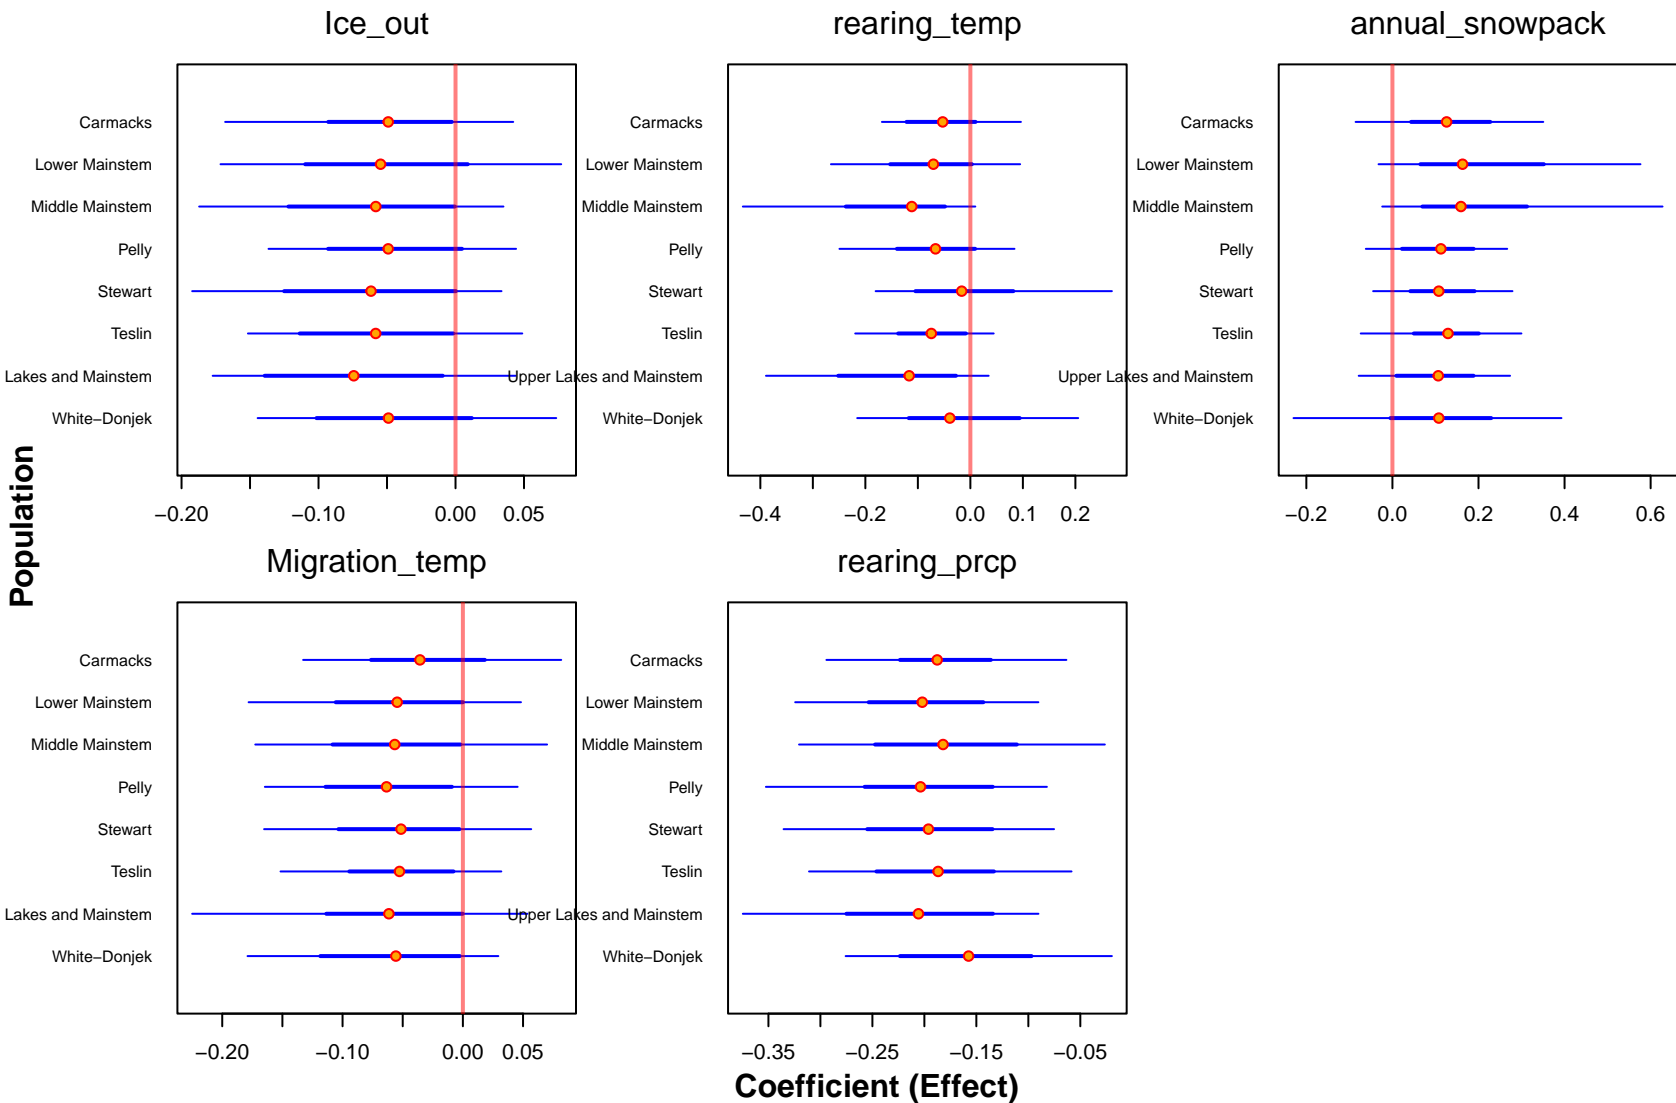 Ice_out
rearing_temp
annual_snowpack
Carmacks
Lower Mainstem
Middle Mainstem
Pelly
Stewart
Teslin
Lakes and Mainstem
White−Donjek
−0.20
−0.10
0.00
0.05
Carmacks
Lower Mainstem
Middle Mainstem
Pelly
Stewart
Teslin
Upper Lakes and Mainstem
White−Donjek
−0.4
−0.2
0.0
0.1
0.2
Carmacks
Lower Mainstem
Middle Mainstem
Pelly
Stewart
Teslin
Upper Lakes and Mainstem
White−Donjek
−0.2
0.0
0.2
0.4
0.6
Population
Migration_temp
rearing_prcp
Carmacks
Lower Mainstem
Middle Mainstem
Pelly
Stewart
Teslin
Lakes and Mainstem
White−Donjek
−0.20
−0.10
0.00
0.05
Carmacks
Lower Mainstem
Middle Mainstem
Pelly
Stewart
Teslin
Upper Lakes and Mainstem
White−Donjek
−0.35
−0.25
−0.15
−0.05
Coefficient (Effect)